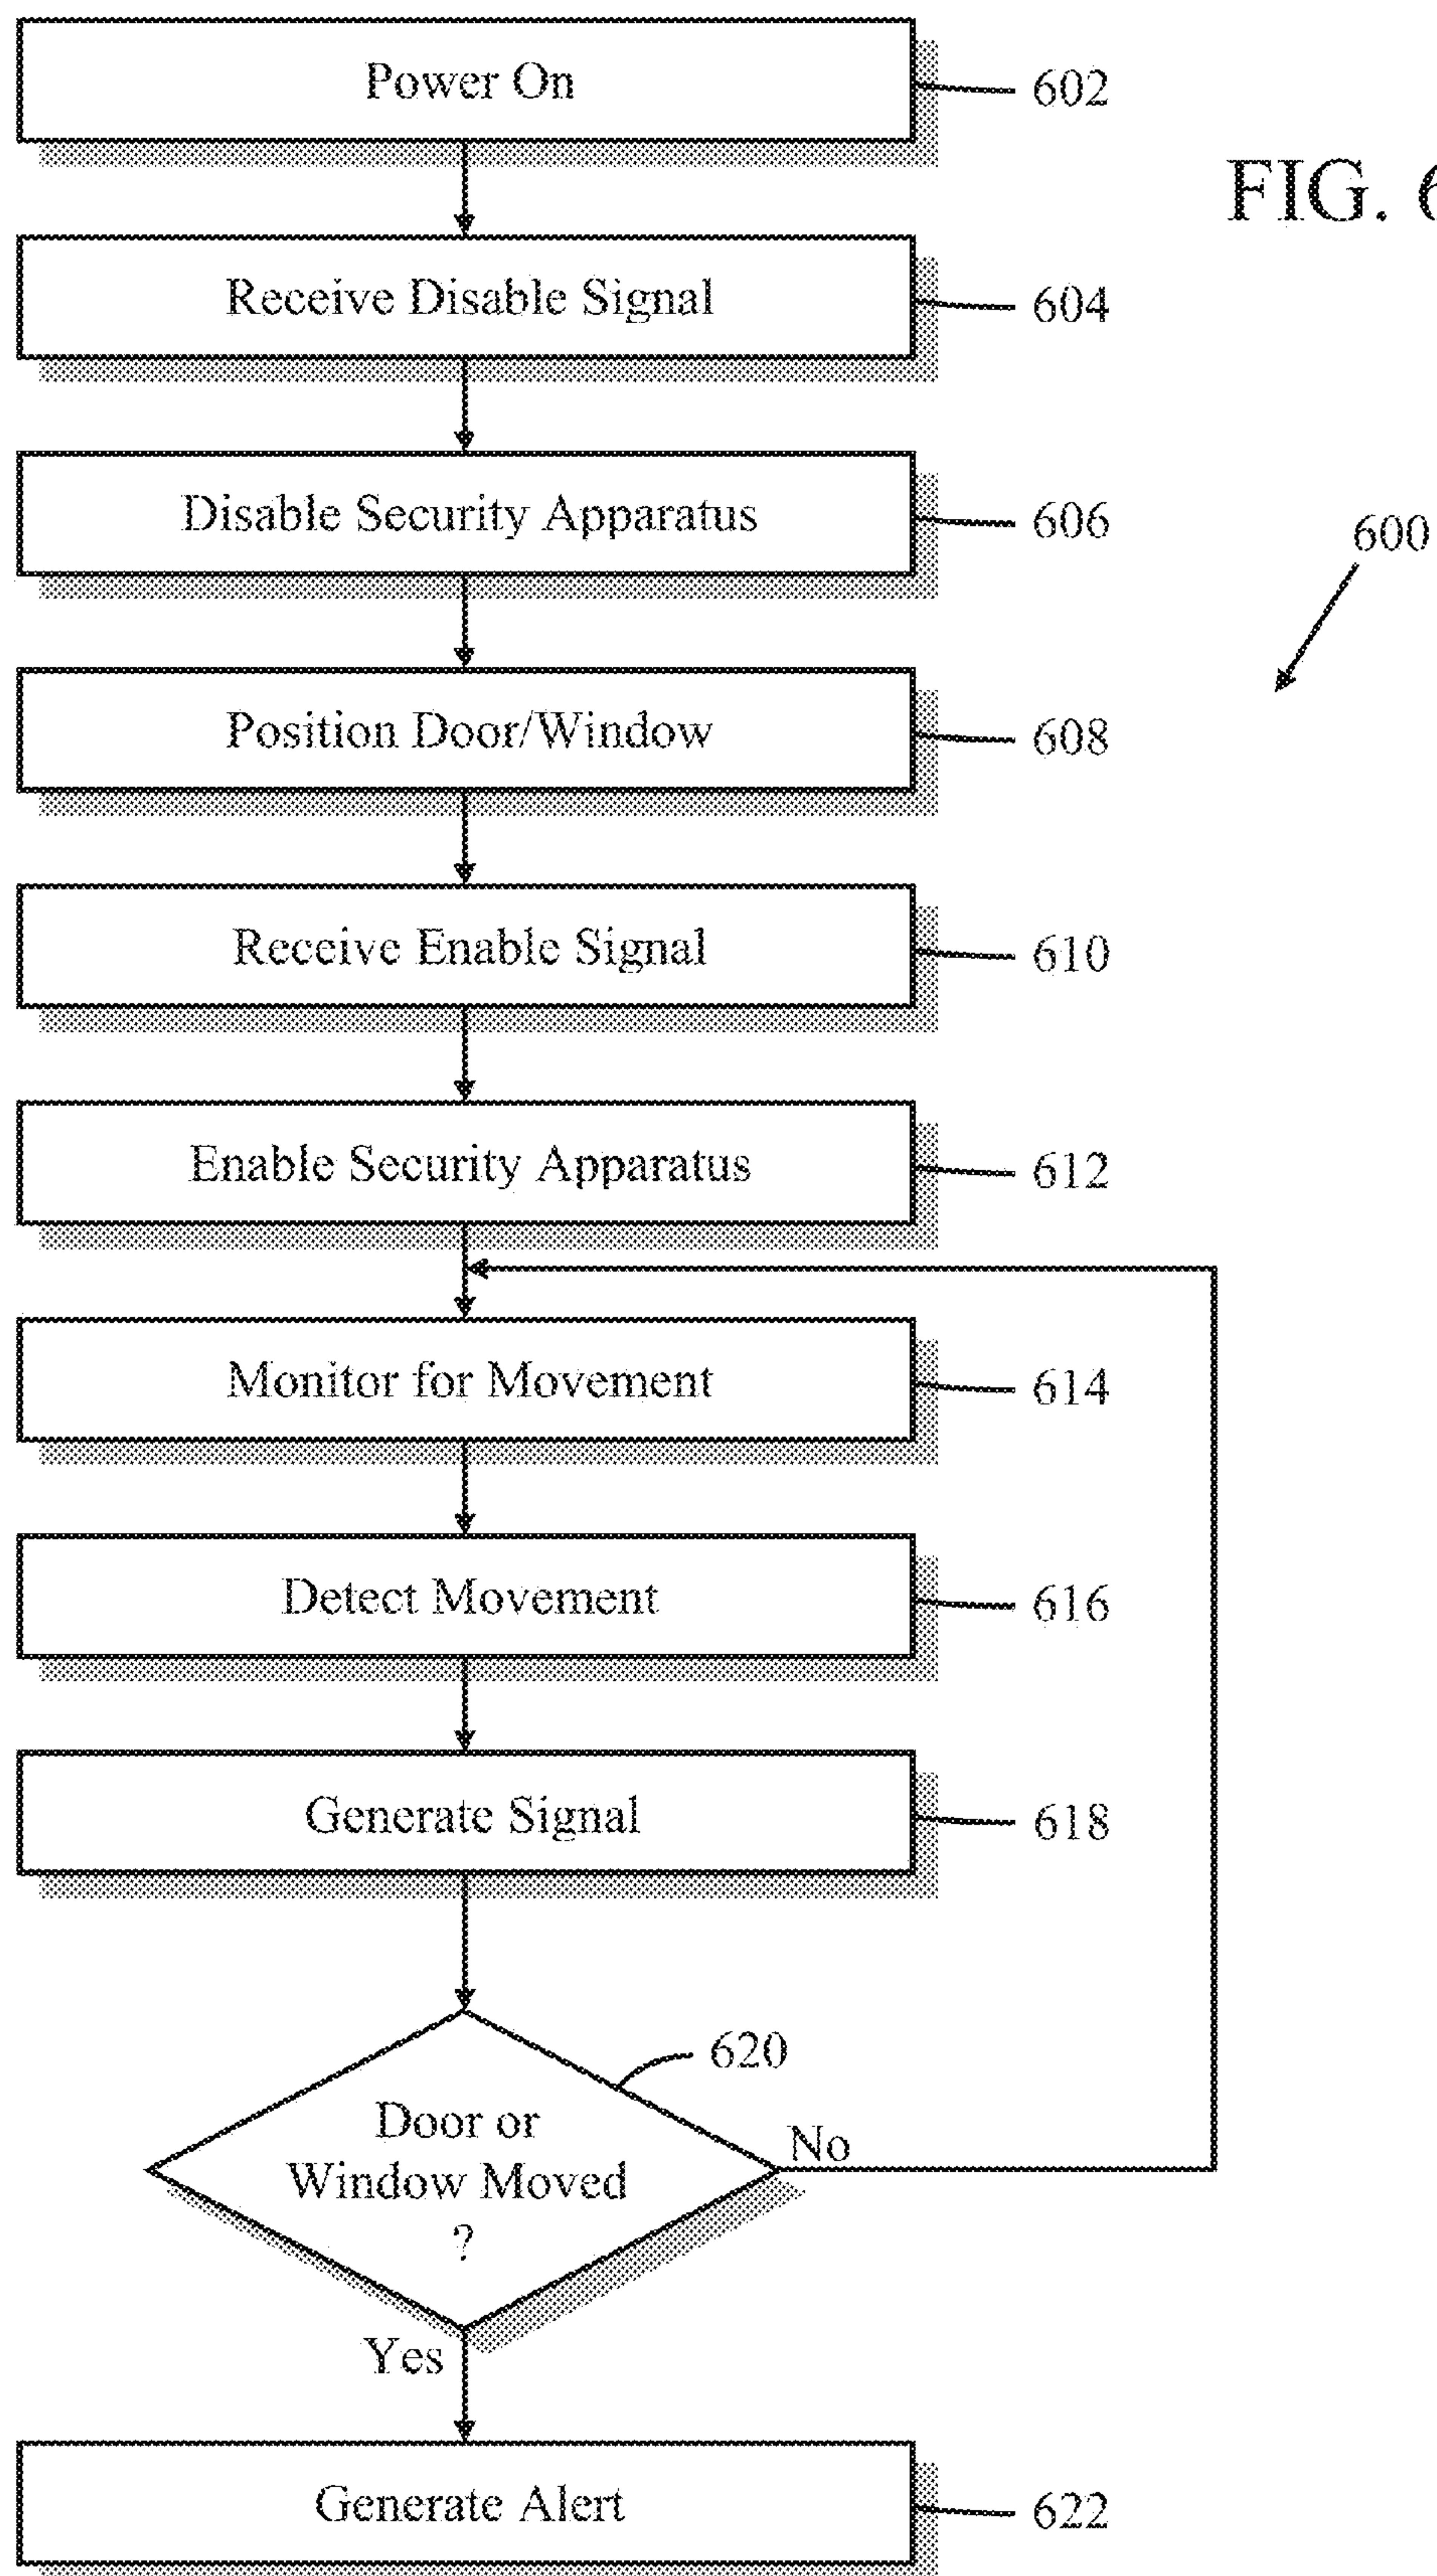 Power On
602
FIG. 6
Receive Disable Signal
604
Disable Security Apparatus
606
600
Position Door/Window
608
Receive Enable Signal
610
Enable Security Apparatus
612
Monitor for Movement
614
Detect Movement
616
Generate Signal
618
620
Door or
Window Moved
?
No
Yes
Generate Alert
622